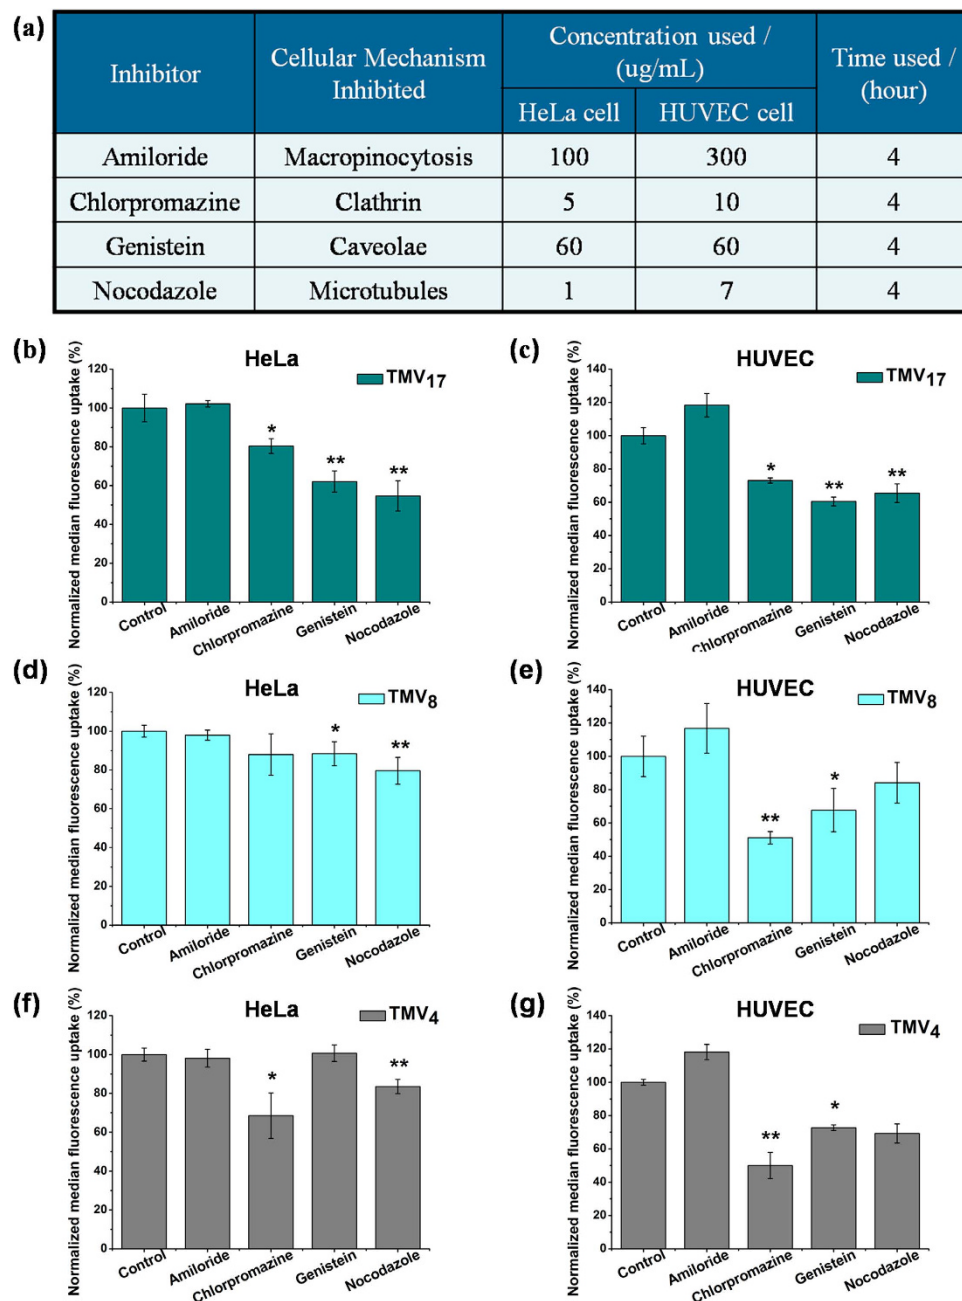 (a)
Inhibitor
Cellular Mechanism
Inhibited
Concentration used /
(ug/mL)
Time used /
(hour)
HeLa cell HUVEC cell
Amiloride Macropinocytosis 100 300 4
Chlorpromazine Clathrin 5 10 4
Genistein Caveolae 60 60 4
Nocodazole Microtubules 1 7 4
(b)
HeLa
TMV17
Normalized median fluorescence uptake (%)
120
100
80
60
40
20
0
*
**
**
Control Amiloride Chlorpromazine Genistein Nocodazole
(c)
HUVEC
TMV17
Normalized median fluorescence uptake (%)
140
120
100
80
60
40
20
0
*
**
**
Control Amiloride Chlorpromazine Genistein Nocodazole
(d)
HeLa
TMV8
Normalized median fluorescence uptake (%)
120
100
80
60
40
20
0
*
**
Control Amiloride Chlorpromazine Genistein Nocodazole
(e)
HUVEC
TMV8
Normalized median fluorescence uptake (%)
140
120
100
80
60
40
20
0
**
*
Control Amiloride Chlorpromazine Genistein Nocodazole
(f)
HeLa
TMV4
Normalized median fluorescence uptake (%)
120
100
80
60
40
20
0
*
**
Control Amiloride Chlorpromazine Genistein Nocodazole
(g)
HUVEC
TMV4
Normalized median fluorescence uptake (%)
140
120
100
80
60
40
20
0
**
*
Control Amiloride Chlorpromazine Genistein Nocodazole